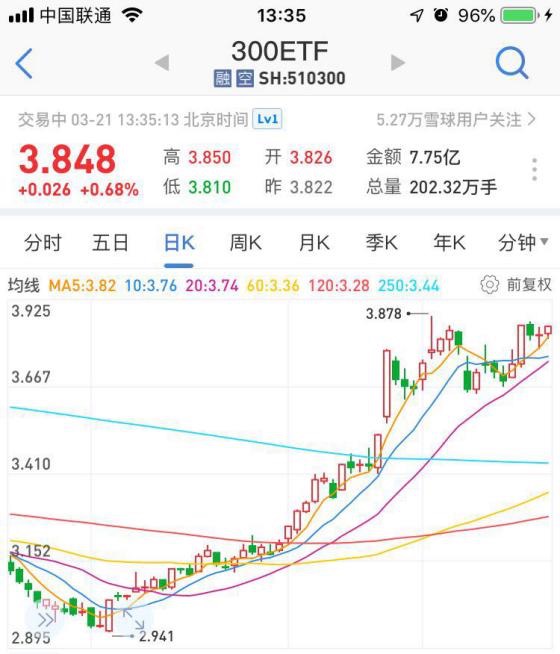 中国联通 13:35 96%
300ETF
融 空 SH:510300
交易中 03-21 13:35:13 北京时间 Lv1 5.27万雪球用户关注
3.848 高 3.850 开 3.826 金额 7.75亿
+0.026 +0.68% 低 3.810 昨 3.822 总量 202.32万手
分时 五日 日K 周K 月K 季K 年K 分钟
均线 MA5:3.82 10:3.76 20:3.74 60:3.36 120:3.28 250:3.44 前复权
3.925
3.878
3.667
3.410
3.152
2.895
2.941